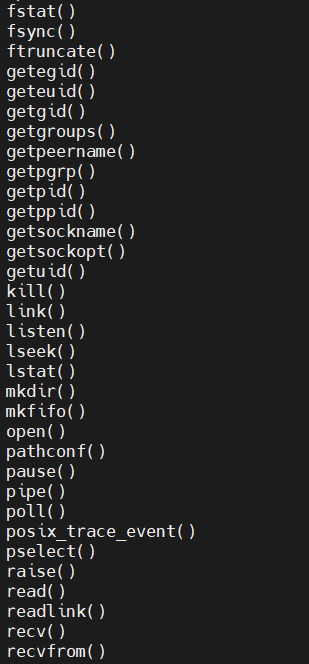 fstat()
fsync()
ftruncate()
getegid()
geteuid()
getgid()
getgroups()
getpeername()
getpgrp()
getpid()
getppid()
getsockname()
getsockopt()
getuid()
kill()
link()
listen()
lseek()
lstat()
mkdir()
mkfifo()
open()
pathconf()
pause()
pipe()
poll()
posix_trace_event()
pselect()
raise()
read()
readlink()
recv()
recvfrom()